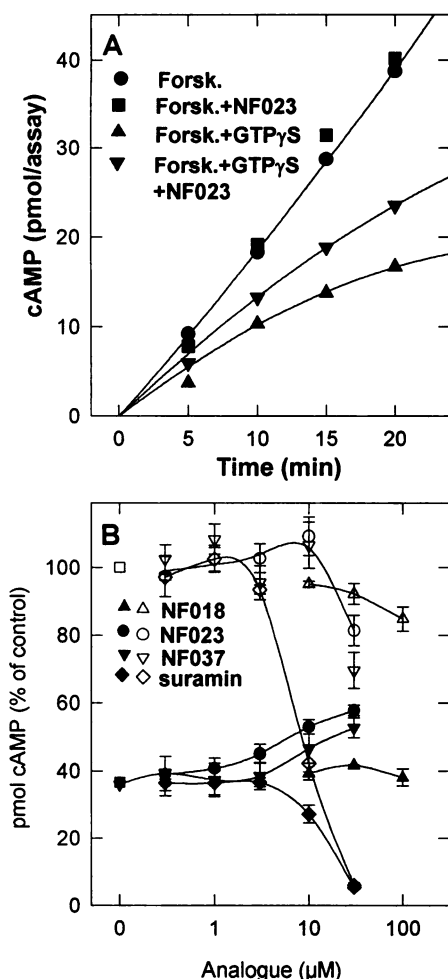 A
Forsk.
Forsk.+NF023
Forsk.+GTPγS
Forsk.+GTPγS
+NF023
cAMP (pmol/assay)
40
30
20
10
0
0 5 10 15 20
Time (min)
B
NF018
NF023
NF037
suramin
pmol cAMP (% of control)
100
80
60
40
20
0
0 1 10 100
Analogue (µM)